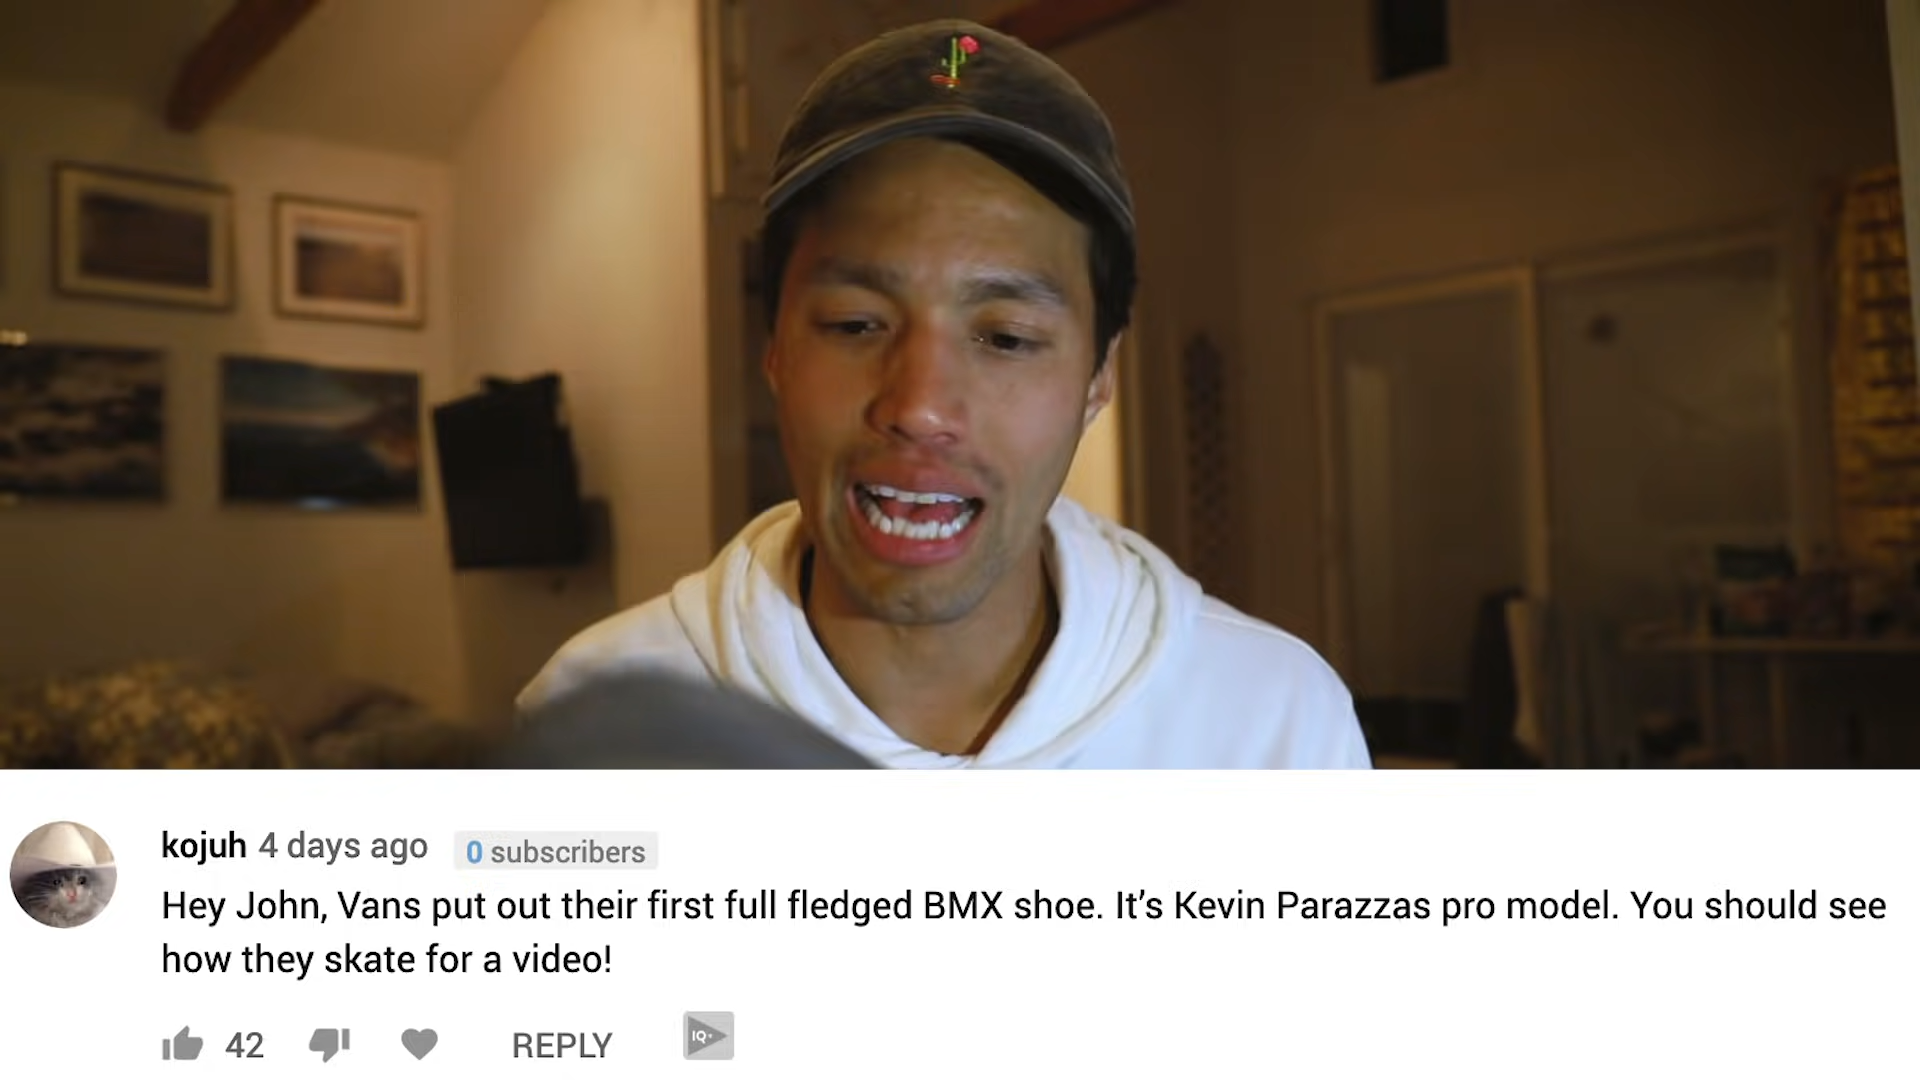 kojuh 4 days ago 0 subscribers
Hey John, Vans put out their first full fledged BMX shoe. It's Kevin Parazzas pro model. You should see
how they skate for a video!
42 REPLY IQ+